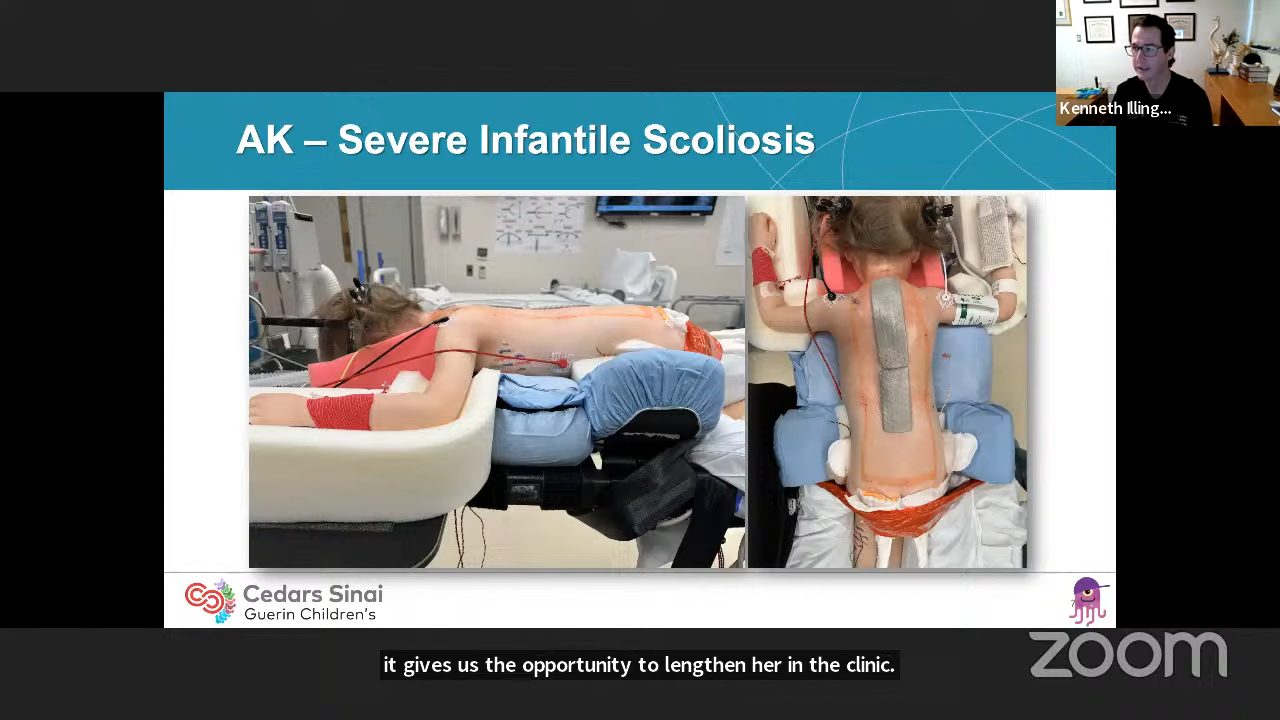 Kenneth Illing...
AK – Severe Infantile Scoliosis
Cedars Sinai
Guerin Children's
it gives us the opportunity to lengthen her in the clinic.
zoom